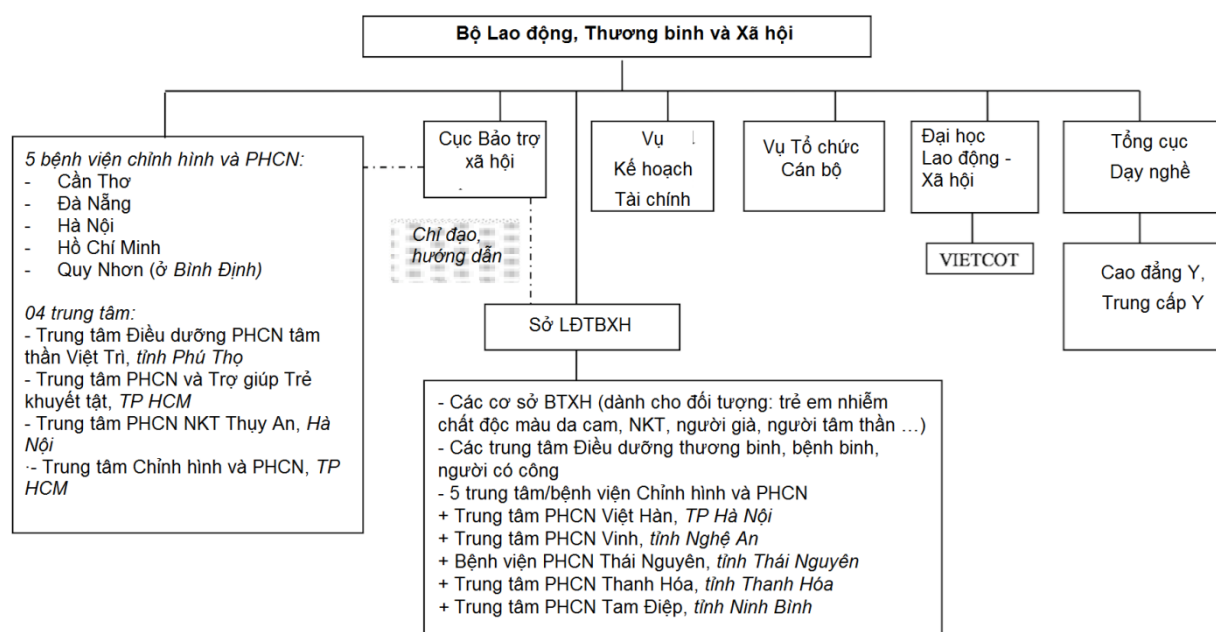 Bộ Lao động, Thương binh và Xã hội
5 bệnh viện chỉnh hình và PHCN:
- Cần Thơ
- Đà Nẵng
- Hà Nội
- Hồ Chí Minh
- Quy Nhơn (ở Bình Định)
04 trung tâm:
- Trung tâm Điều dưỡng PHCN tâm
thần Việt Trì, tỉnh Phú Thọ
- Trung tâm PHCN và Trợ giúp Trẻ
khuyết tật, TP HCM
- Trung tâm PHCN NKT Thụy An, Hà
Nội
·- Trung tâm Chỉnh hình và PHCN, TP
HCM
Cục Bảo trợ
xã hội
Vụ
Kế hoạch
Tài chính
Vụ Tổ chức
Cán bộ
Đại học
Lao động -
Xã hội
Tổng cục
Dạy nghề
Chỉ đạo,
hướng dẫn
VIETCOT
Cao đẳng Y,
Trung cấp Y
Sở LĐTBXH
- Các cơ sở BTXH (dành cho đối tượng: trẻ em nhiễm
chất độc màu da cam, NKT, người già, người tâm thần …)
- Các trung tâm Điều dưỡng thương binh, bệnh binh,
người có công
- 5 trung tâm/bệnh viện Chỉnh hình và PHCN
+ Trung tâm PHCN Việt Hàn, TP Hà Nội
+ Trung tâm PHCN Vinh, tỉnh Nghệ An
+ Bệnh viện PHCN Thái Nguyên, tỉnh Thái Nguyên
+ Trung tâm PHCN Thanh Hóa, tỉnh Thanh Hóa
+ Trung tâm PHCN Tam Điệp, tỉnh Ninh Bình